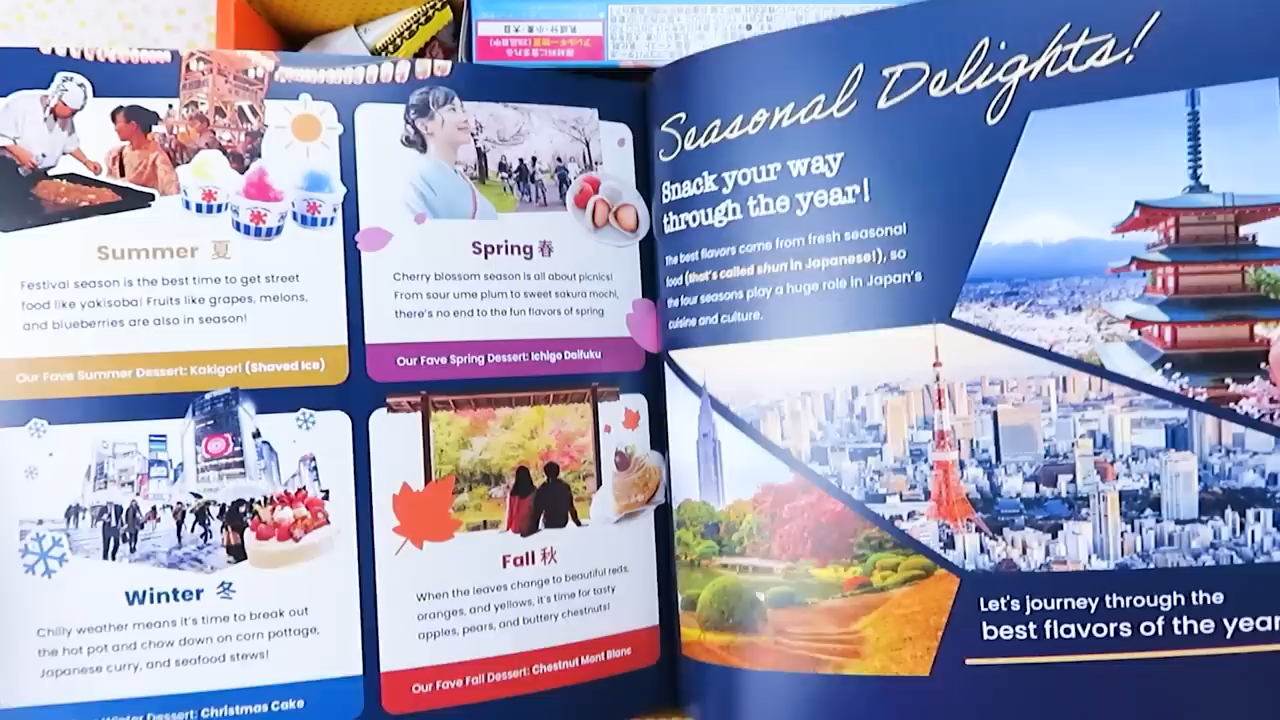 乳成分・小麦・大豆
Summer 夏
Festival season is the best time to get street
food like yakisoba! Fruits like grapes, melons,
and blueberries are also in season!
Our Fave Summer Dessert: Kakigori (Shaved Ice)
Spring 春
Cherry blossom season is all about picnics!
From sour ume plum to sweet sakura mochi,
there's no end to the fun flavors of spring
Our Fave Spring Dessert: Ichigo Daifuku
Winter 冬
Chilly weather means it's time to break out
the hot pot and chow down on corn pottage,
Japanese curry, and seafood stews!
Winter Dessert: Christmas Cake
Fall 秋
When the leaves change to beautiful reds,
oranges, and yellows, it's time for tasty
apples, pears, and buttery chestnuts!
Our Fave Fall Dessert: Chestnut Mont Blanc
Seasonal Delights!
Snack your way
through the year!
The best flavors come from fresh seasonal
food (that's called shun in Japanese!), so
the four seasons play a huge role in Japan's
cuisine and culture.
Let's journey through the
best flavors of the year